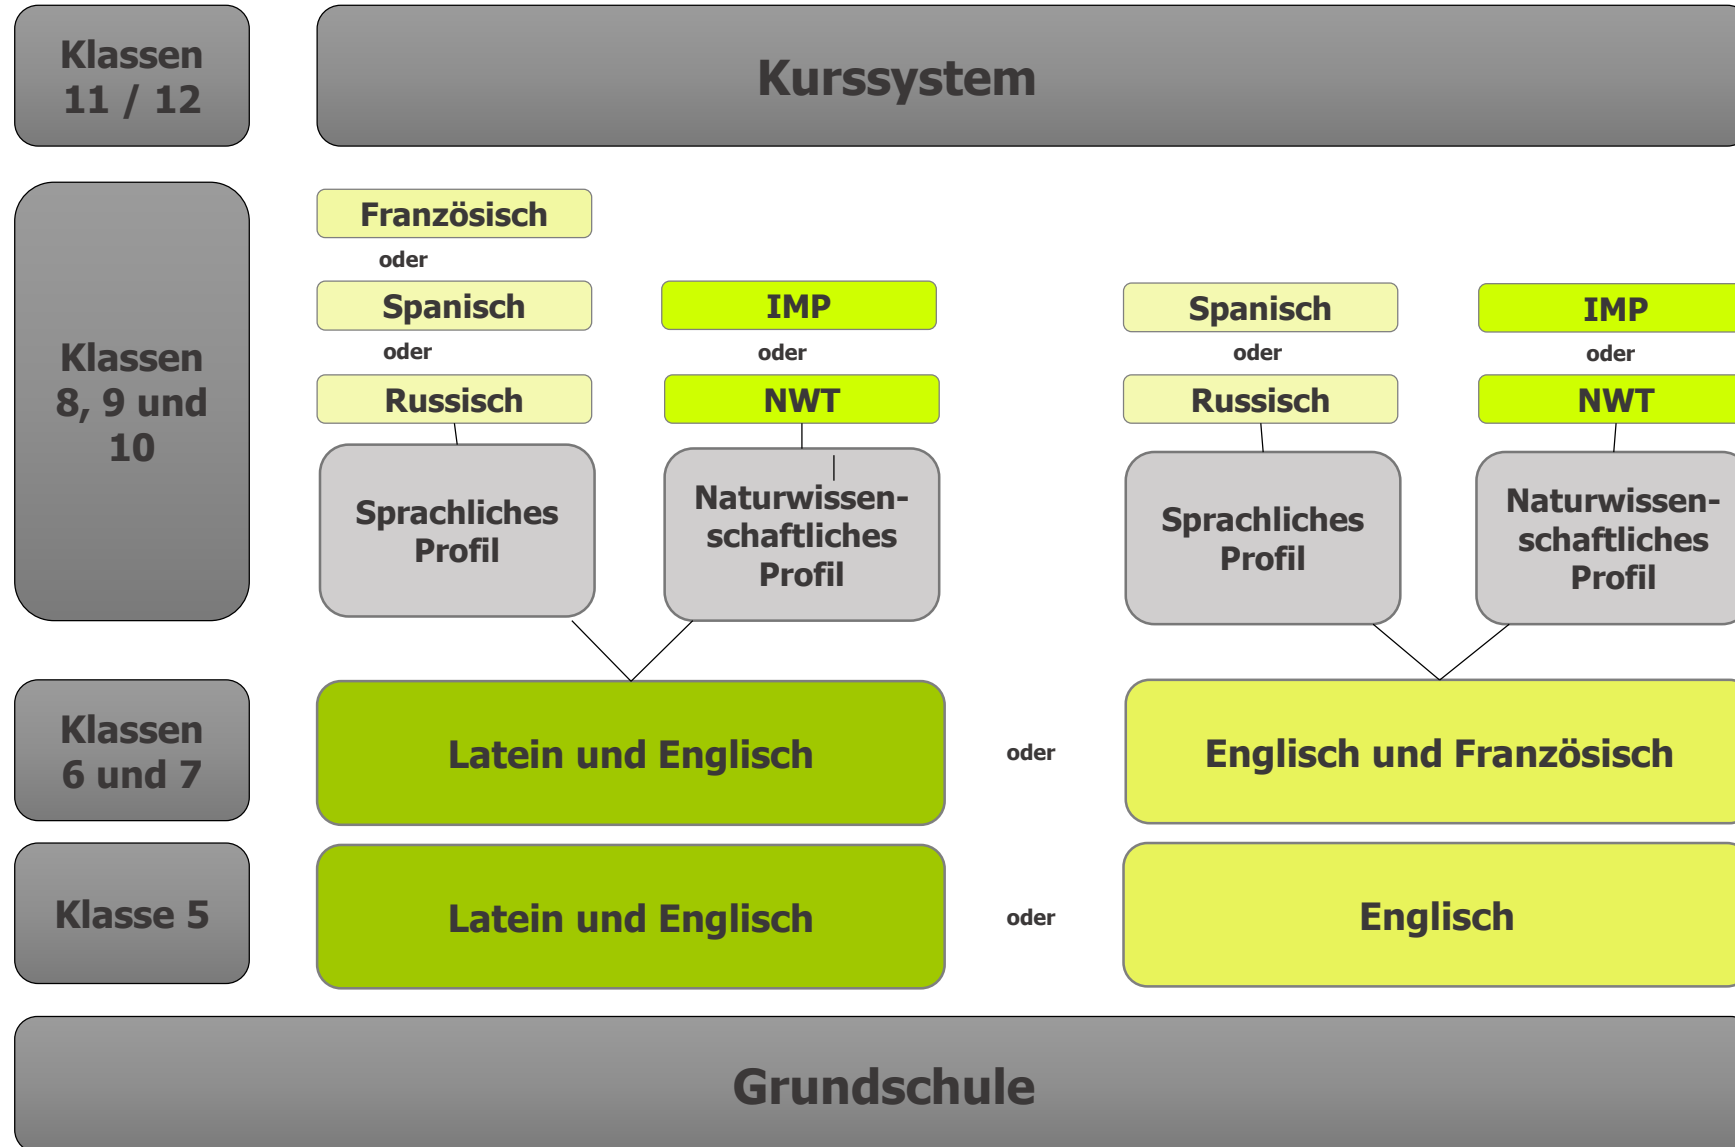 Klassen
11 / 12
Kurssystem
Klassen
8, 9 und
10
Französisch
oder
Spanisch
oder
Russisch
Sprachliches
Profil
IMP
oder
NWT
Naturwissen-
schaftliches
Profil
Spanisch
oder
Russisch
Sprachliches
Profil
IMP
oder
NWT
Naturwissen-
schaftliches
Profil
Klassen
6 und 7
Latein und Englisch
oder
Englisch und Französisch
Klasse 5
Latein und Englisch
oder
Englisch
Grundschule